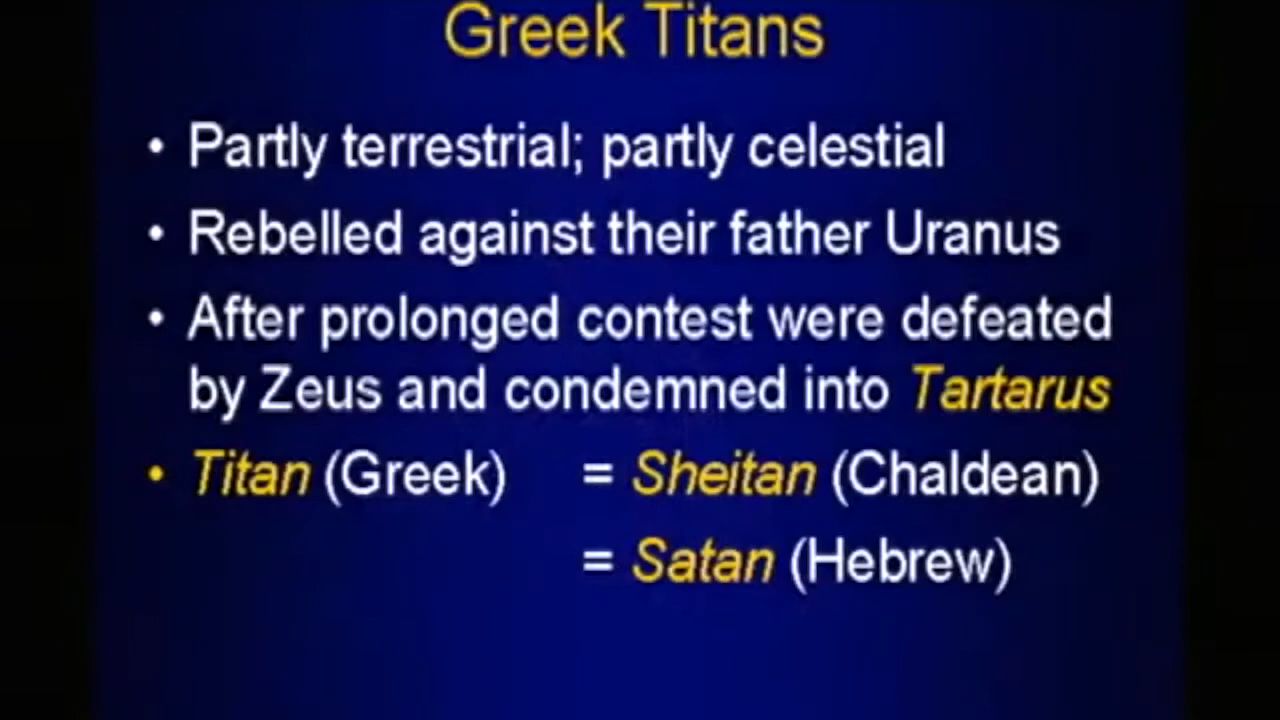 Greek Titans
• Partly terrestrial; partly celestial
• Rebelled against their father Uranus
• After prolonged contest were defeated
by Zeus and condemned into Tartarus
• Titan (Greek) = Sheitan (Chaldean)
= Satan (Hebrew)